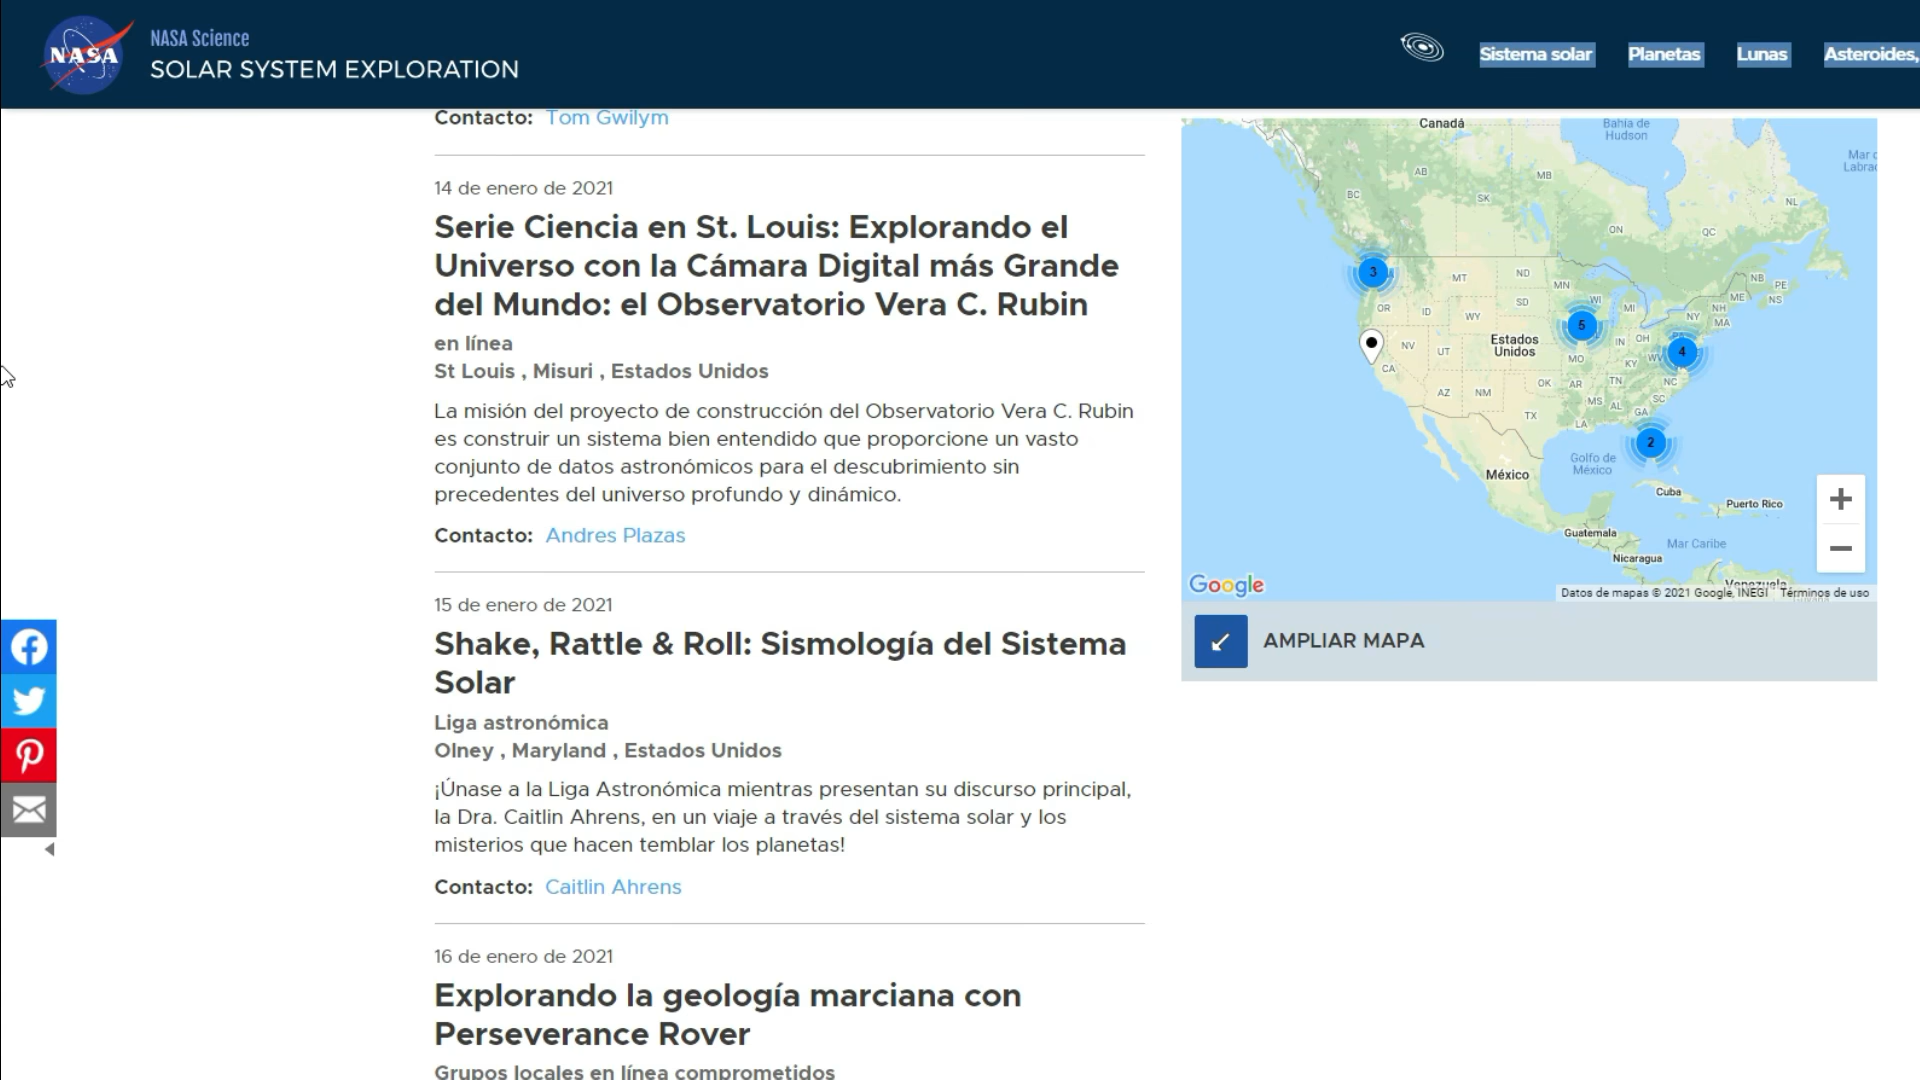 NASA
NASA Science
SOLAR SYSTEM EXPLORATION
Sistema solar
Planetas
Lunas
Asteroides,
Contacto: Tom Gwilym
14 de enero de 2021
Serie Ciencia en St. Louis: Explorando el
Universo con la Cámara Digital más Grande
del Mundo: el Observatorio Vera C. Rubin
en línea
St Louis , Misuri , Estados Unidos
La misión del proyecto de construcción del Observatorio Vera C. Rubin
es construir un sistema bien entendido que proporcione un vasto
conjunto de datos astronómicos para el descubrimiento sin
precedentes del universo profundo y dinámico.
Contacto: Andres Plazas
15 de enero de 2021
Shake, Rattle & Roll: Sismología del Sistema
Solar
Liga astronómica
Olney , Maryland , Estados Unidos
¡Únase a la Liga Astronómica mientras presentan su discurso principal,
la Dra. Caitlin Ahrens, en un viaje a través del sistema solar y los
misterios que hacen temblar los planetas!
Contacto: Caitlin Ahrens
16 de enero de 2021
Explorando la geología marciana con
Perseverance Rover
Grupos locales en línea comprometidos
Canadá
Bahía de
Hudson
Mar
Labrad
AB
MB
BC
SK
NL
ON
QC
3
MT
ND
MN
NB
PE
ME
NS
OR
ID
SD
WI
MI
NH
NY
MA
WY
5
Estados
Unidos
NV
UT
IN
OH
4
MO
WV
KY
CA
AZ
NM
OK
AR
TN
NC
MS
AL
SC
GA
TX
LA
2
Golfo de
México
México
Cuba
Puerto Rico
Guatemala
Mar Caribe
Nicaragua
Venezuela
Google
Datos de mapas © 2021 Google, INEGI
Términos de uso
AMPLIAR MAPA